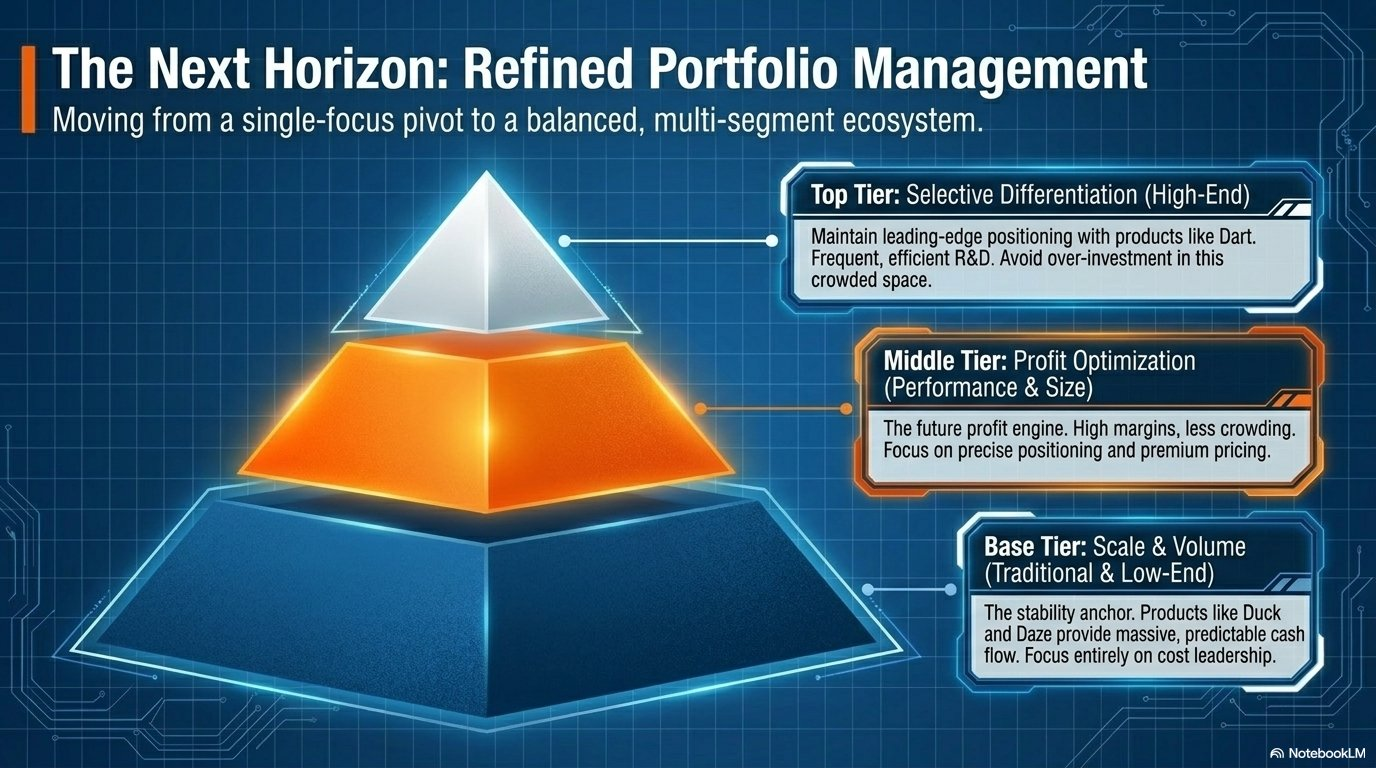 The Next Horizon: Refined Portfolio Management
Moving from a single-focus pivot to a balanced, multi-segment ecosystem.
Top Tier: Selective Differentiation (High-End)
Maintain leading-edge positioning with products like Dart.
Frequent, efficient R&D. Avoid over-investment in this
crowded space.
Middle Tier: Profit Optimization
(Performance & Size)
The future profit engine. High margins, less crowding.
Focus on precise positioning and premium pricing.
Base Tier: Scale & Volume
(Traditional & Low-End)
The stability anchor. Products like Duck
and Daze provide massive, predictable cash
flow. Focus entirely on cost leadership.
NotebookLM